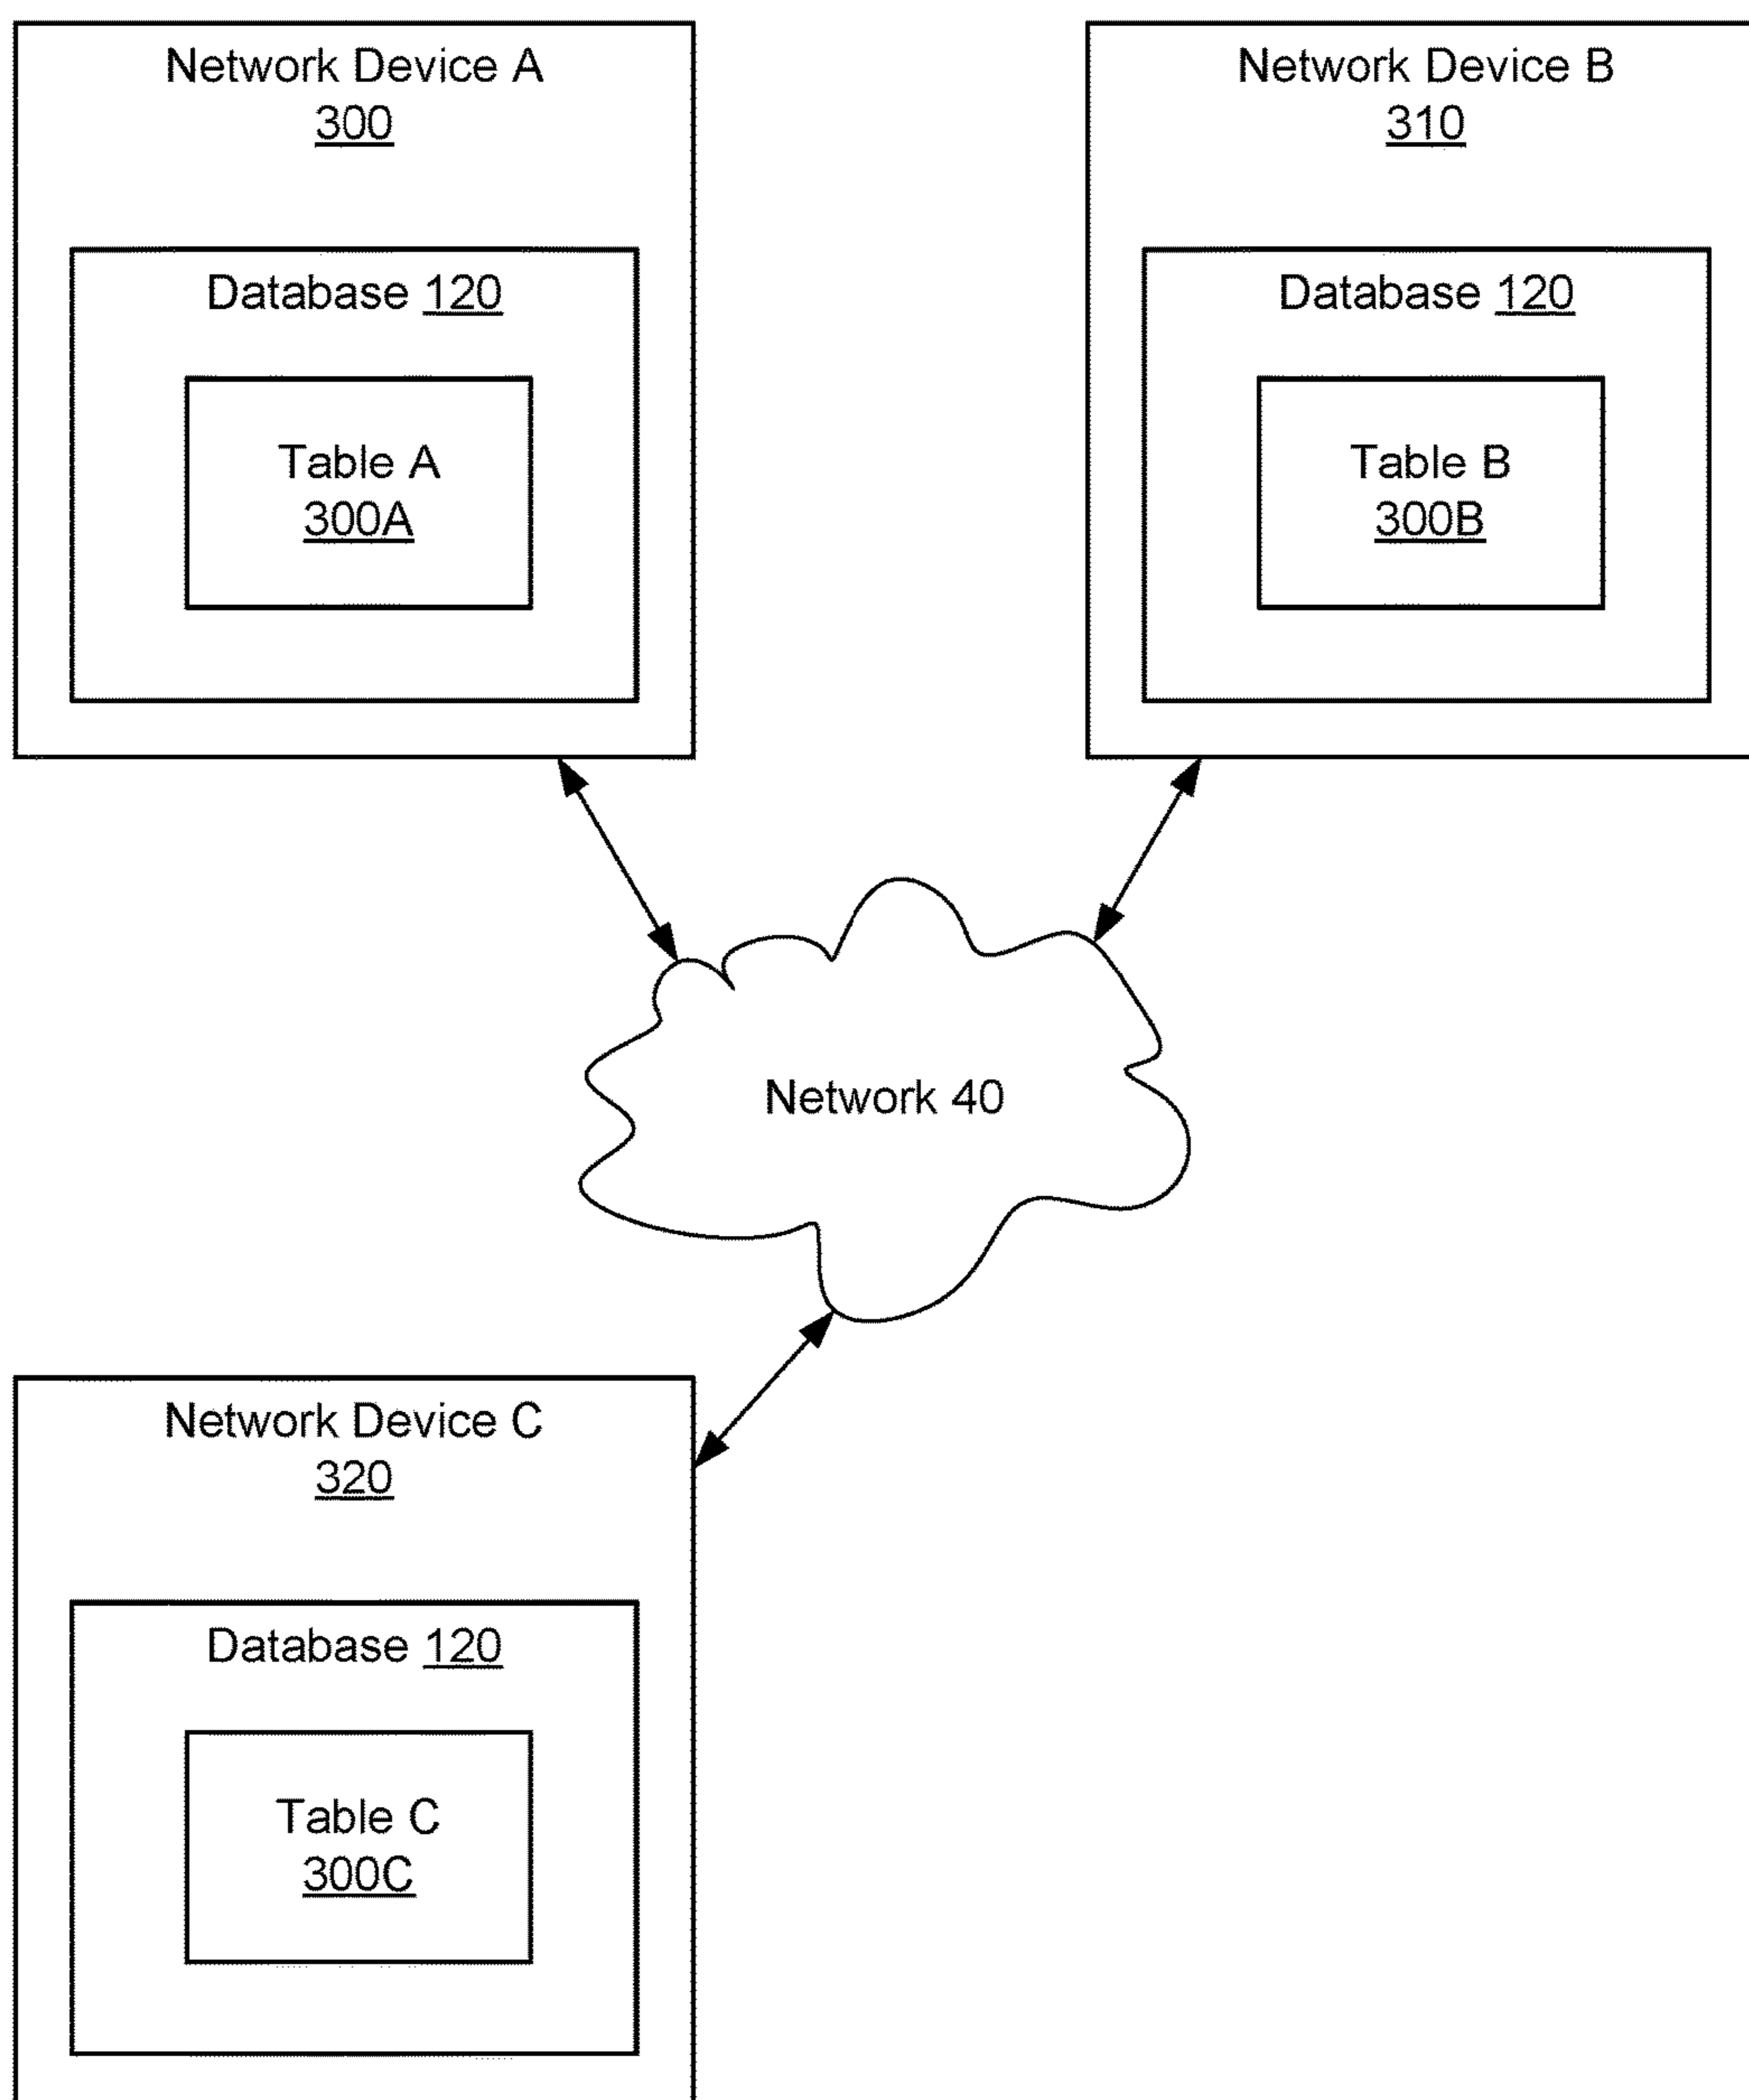 Network Device A
300
Database 120
Table A
300A
Network Device B
310
Database 120
Table B
300B
Network 40
Network Device C
320
Database 120
Table C
300C